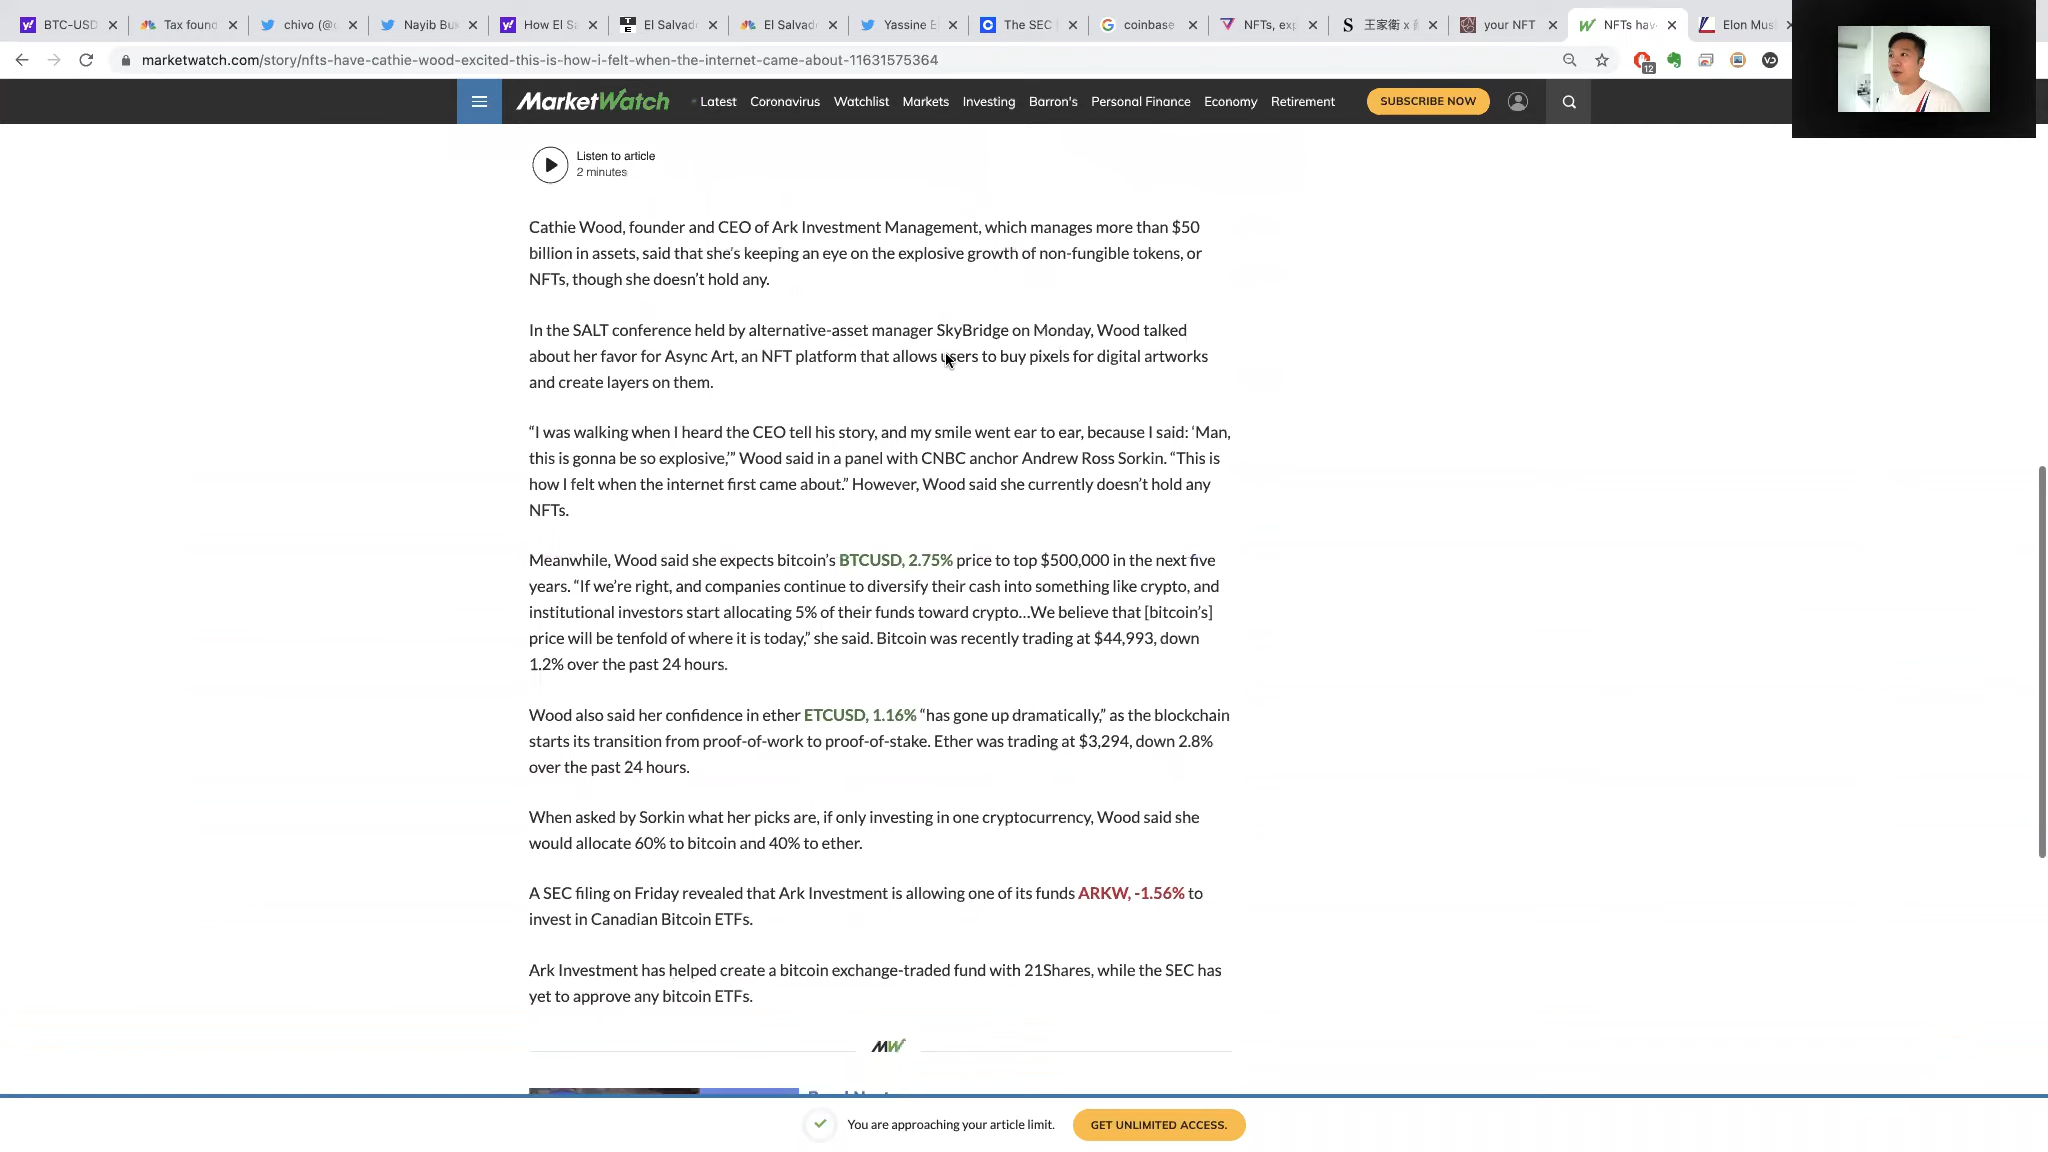 BTC-USD
Tax found
chivo (@c
Nayib Buk
How El Sa
El Salvado
El Salvado
Yassine E
The SEC
coinbase
NFTs, exp
王家衛 x
your NFT
NFTs hav
Elon Mus
marketwatch.com/story/nfts-have-cathie-wood-excited-this-is-how-i-felt-when-the-internet-came-about-11631575364
12
MarketWatch
Latest
Coronavirus
Watchlist
Markets
Investing
Barron's
Personal Finance
Economy
Retirement
SUBSCRIBE NOW
Listen to article
2 minutes
Cathie Wood, founder and CEO of Ark Investment Management, which manages more than $50
billion in assets, said that she's keeping an eye on the explosive growth of non-fungible tokens, or
NFTs, though she doesn't hold any.
In the SALT conference held by alternative-asset manager SkyBridge on Monday, Wood talked
about her favor for Async Art, an NFT platform that allows users to buy pixels for digital artworks
and create layers on them.
“I was walking when I heard the CEO tell his story, and my smile went ear to ear, because I said: ‘Man,
this is gonna be so explosive,’” Wood said in a panel with CNBC anchor Andrew Ross Sorkin. “This is
how I felt when the internet first came about.” However, Wood said she currently doesn't hold any
NFTs.
Meanwhile, Wood said she expects bitcoin's BTCUSD, 2.75% price to top $500,000 in the next five
years. “If we're right, and companies continue to diversify their cash into something like crypto, and
institutional investors start allocating 5% of their funds toward crypto…We believe that [bitcoin's]
price will be tenfold of where it is today,” she said. Bitcoin was recently trading at $44,993, down
1.2% over the past 24 hours.
Wood also said her confidence in ether ETCUSD, 1.16% “has gone up dramatically,” as the blockchain
starts its transition from proof-of-work to proof-of-stake. Ether was trading at $3,294, down 2.8%
over the past 24 hours.
When asked by Sorkin what her picks are, if only investing in one cryptocurrency, Wood said she
would allocate 60% to bitcoin and 40% to ether.
A SEC filing on Friday revealed that Ark Investment is allowing one of its funds ARKW, -1.56% to
invest in Canadian Bitcoin ETFs.
Ark Investment has helped create a bitcoin exchange-traded fund with 21Shares, while the SEC has
yet to approve any bitcoin ETFs.
MW
You are approaching your article limit.
GET UNLIMITED ACCESS.